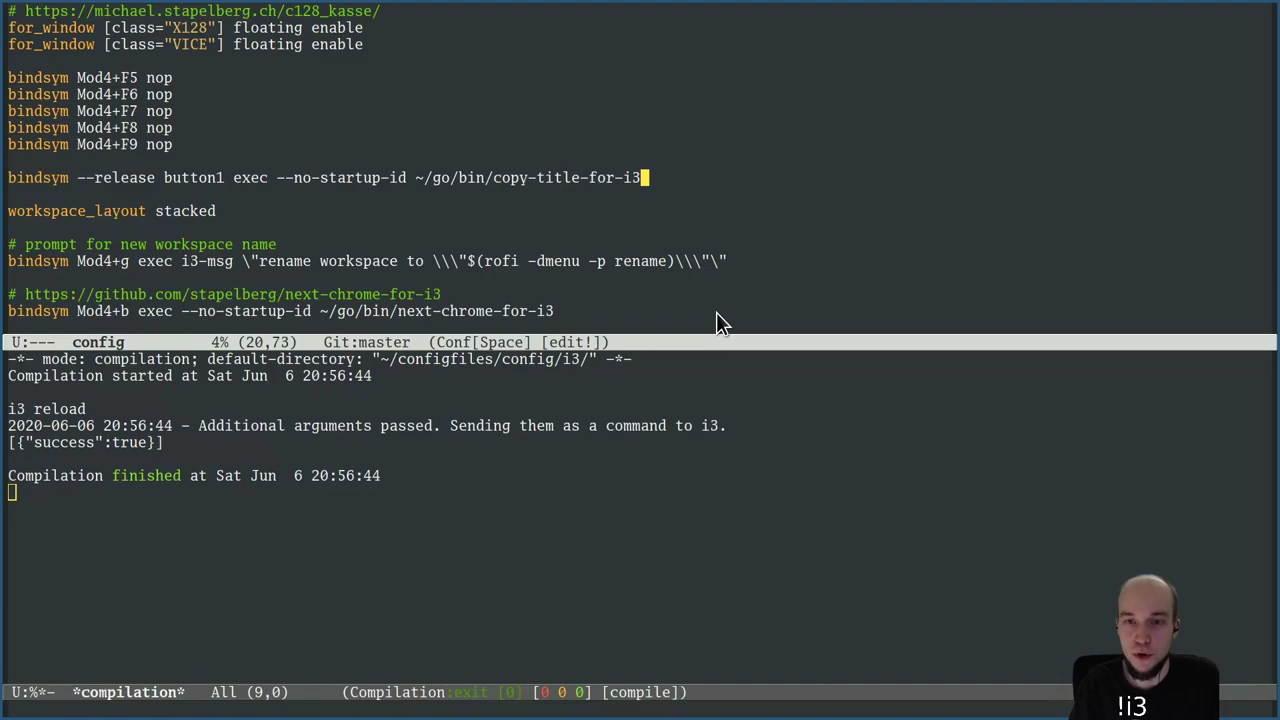 # https://michael.stapelberg.ch/c128_kasse/
for_window [class="X128"] floating enable
for_window [class="VICE"] floating enable
bindsym Mod4+F5 nop
bindsym Mod4+F6 nop
bindsym Mod4+F7 nop
bindsym Mod4+F8 nop
bindsym Mod4+F9 nop
bindsym --release button1 exec --no-startup-id ~/go/bin/copy-title-for-i3
workspace_layout stacked
# prompt for new workspace name
bindsym Mod4+g exec i3-msg \"rename workspace to \\\"$(rofi -dmenu -p rename)\\\"\"
# https://github.com/stapelberg/next-chrome-for-i3
bindsym Mod4+b exec --no-startup-id ~/go/bin/next-chrome-for-i3
U:--- config 4% (20,73) Git:master (Conf[Space] [edit!])
-*- mode: compilation; default-directory: "~/configfiles/config/i3/" -*-
Compilation started at Sat Jun 6 20:56:44
i3 reload
2020-06-06 20:56:44 - Additional arguments passed. Sending them as a command to i3.
[{"success":true}]
Compilation finished at Sat Jun 6 20:56:44
U:%*- *compilation* All (9,0) (Compilation:exit [0] [0 0 0] [compile])
!i3